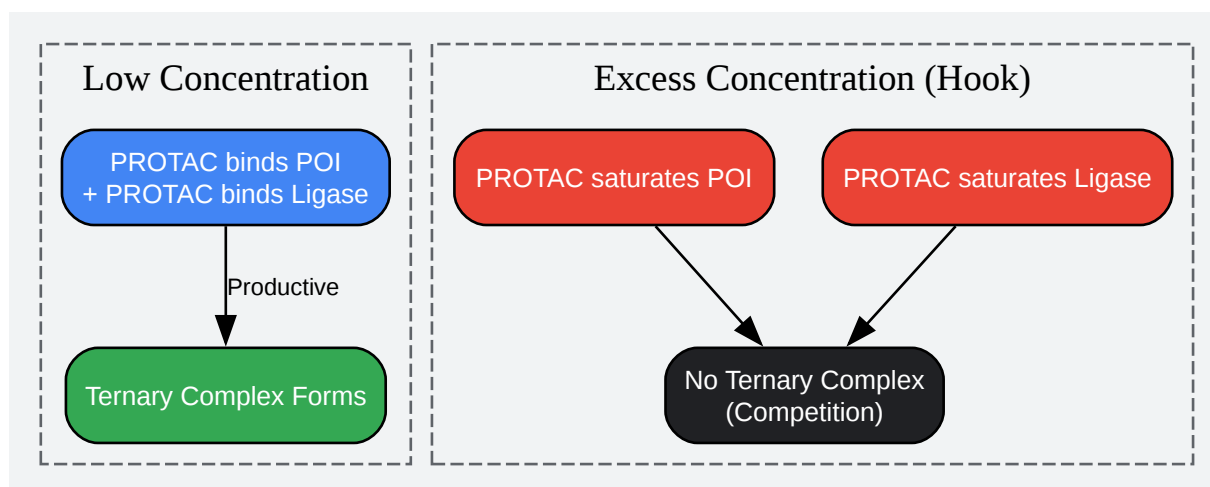 Low Concentration
PROTAC binds POI
+ PROTAC binds Ligase
Productive
Ternary Complex Forms
Excess Concentration (Hook)
PROTAC saturates POI
PROTAC saturates Ligase
No Ternary Complex
(Competition)